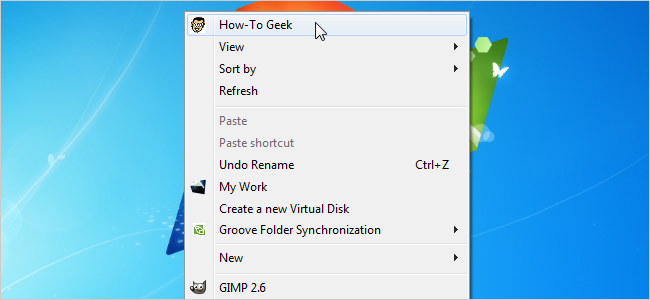 How-To Geek
View
Sort by
Refresh
Paste
Paste shortcut
Undo Rename Ctrl+Z
My Work
Create a new Virtual Disk
Groove Folder Synchronization
New
GIMP 2.6